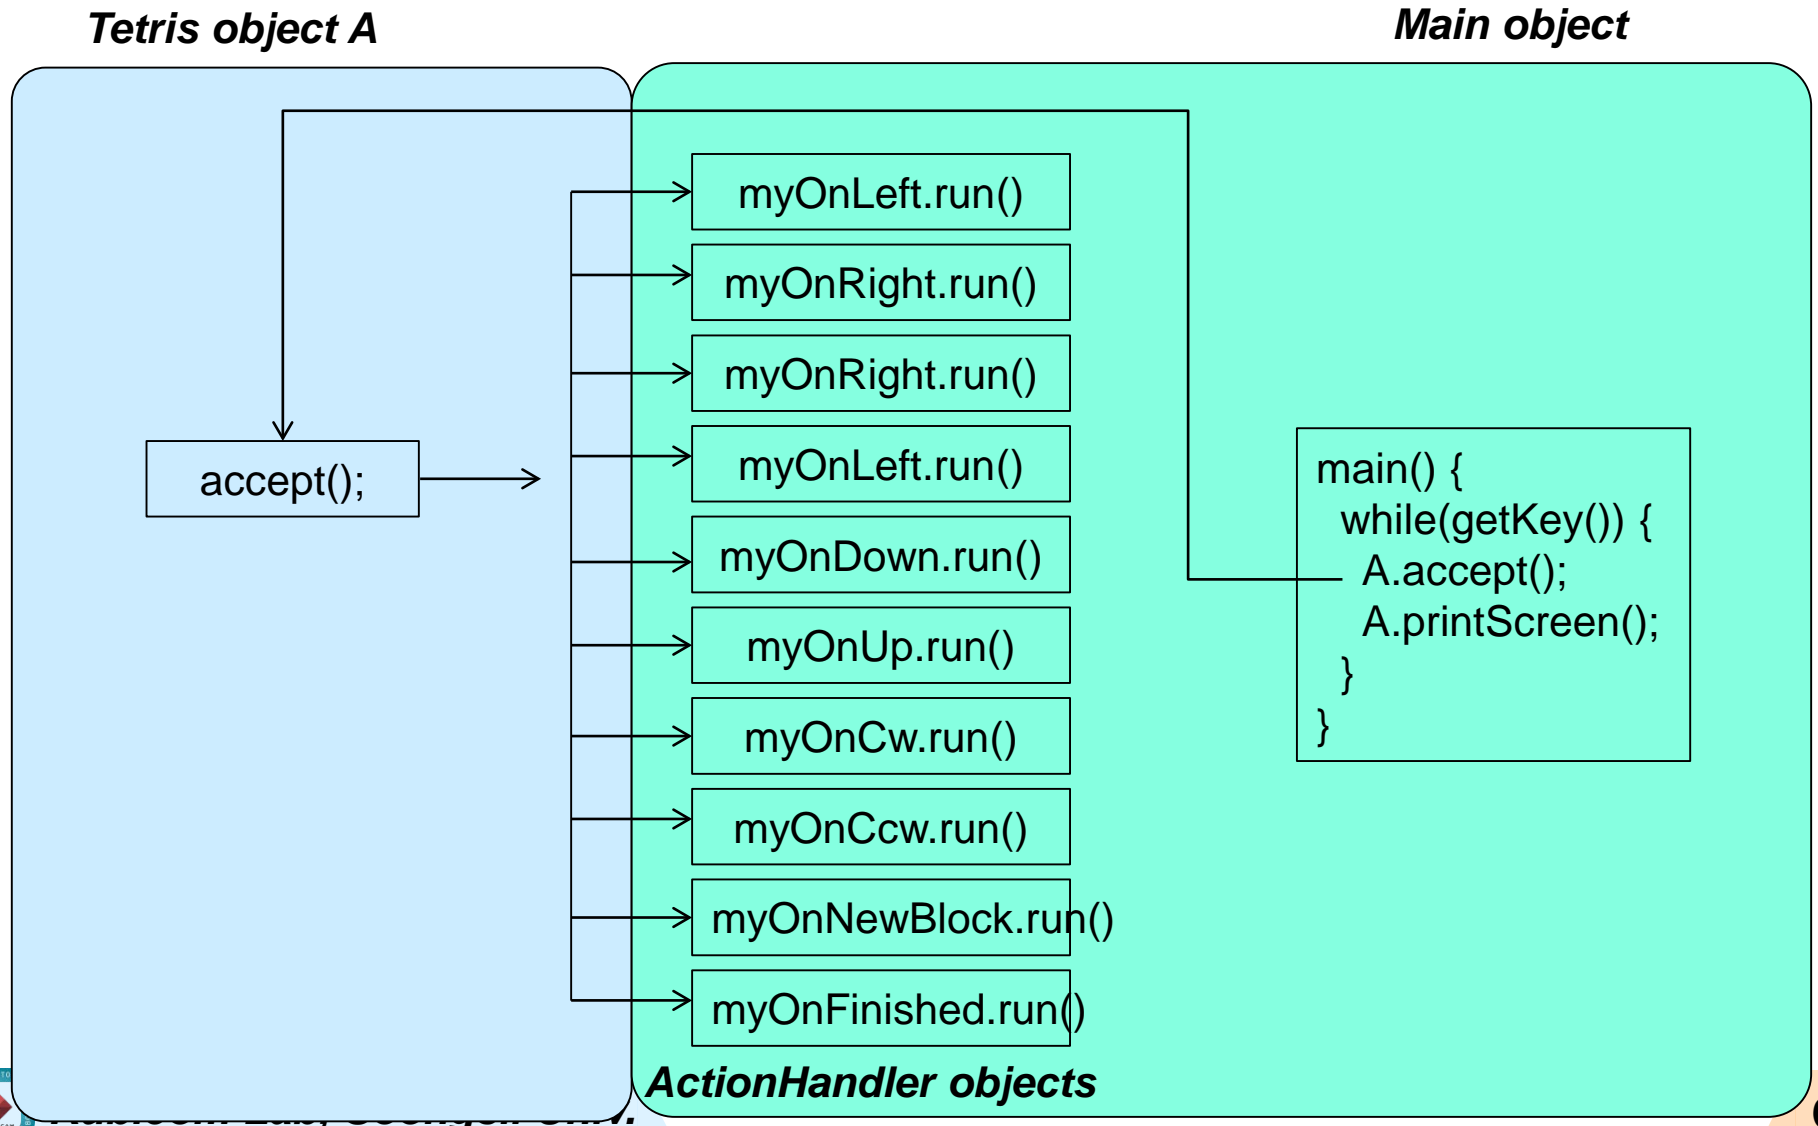 Tetris object A
Main object
myOnLeft.run()
myOnRight.run()
myOnRight.run()
myOnLeft.run()
accept();
myOnDown.run()
myOnUp.run()
myOnCw.run()
myOnCcw.run()
myOnNewBlock.run()
myOnFinished.run()
main() {
while(getKey()) {
A.accept();
A.printScreen();
}
}
ActionHandler objects